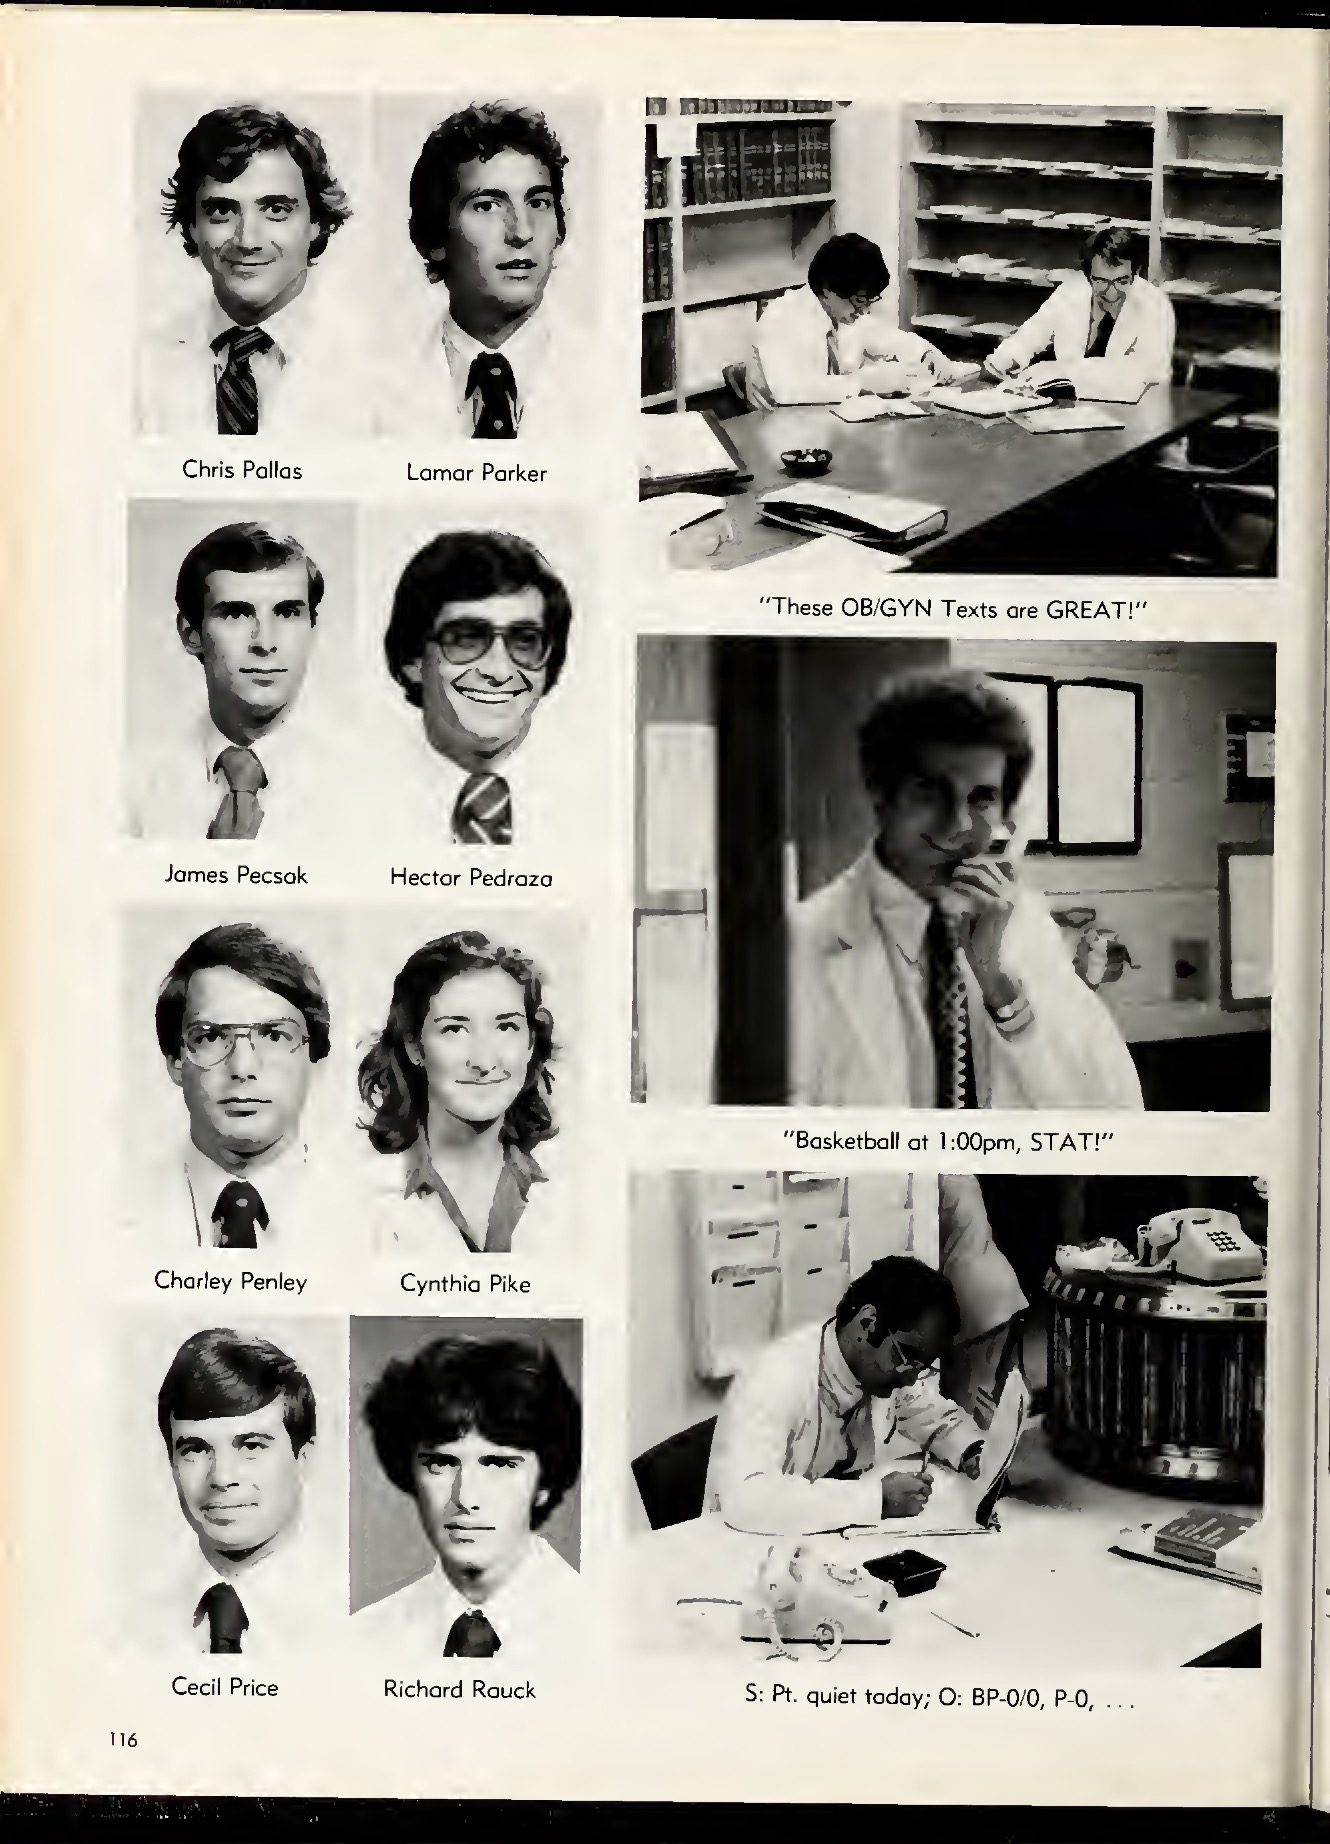 Chris Pallas
Lamar Parker
"These OB/GYN Texts are GREAT!"
James Pecsok
Hector Pedraza
"Basketball at 1:00pm, STAT!"
Charley Penley
Cynthia Pike
Cecil Price
Richard Rauck
S: Pt. quiet today; O: BP-0/0, P-0, ...
116